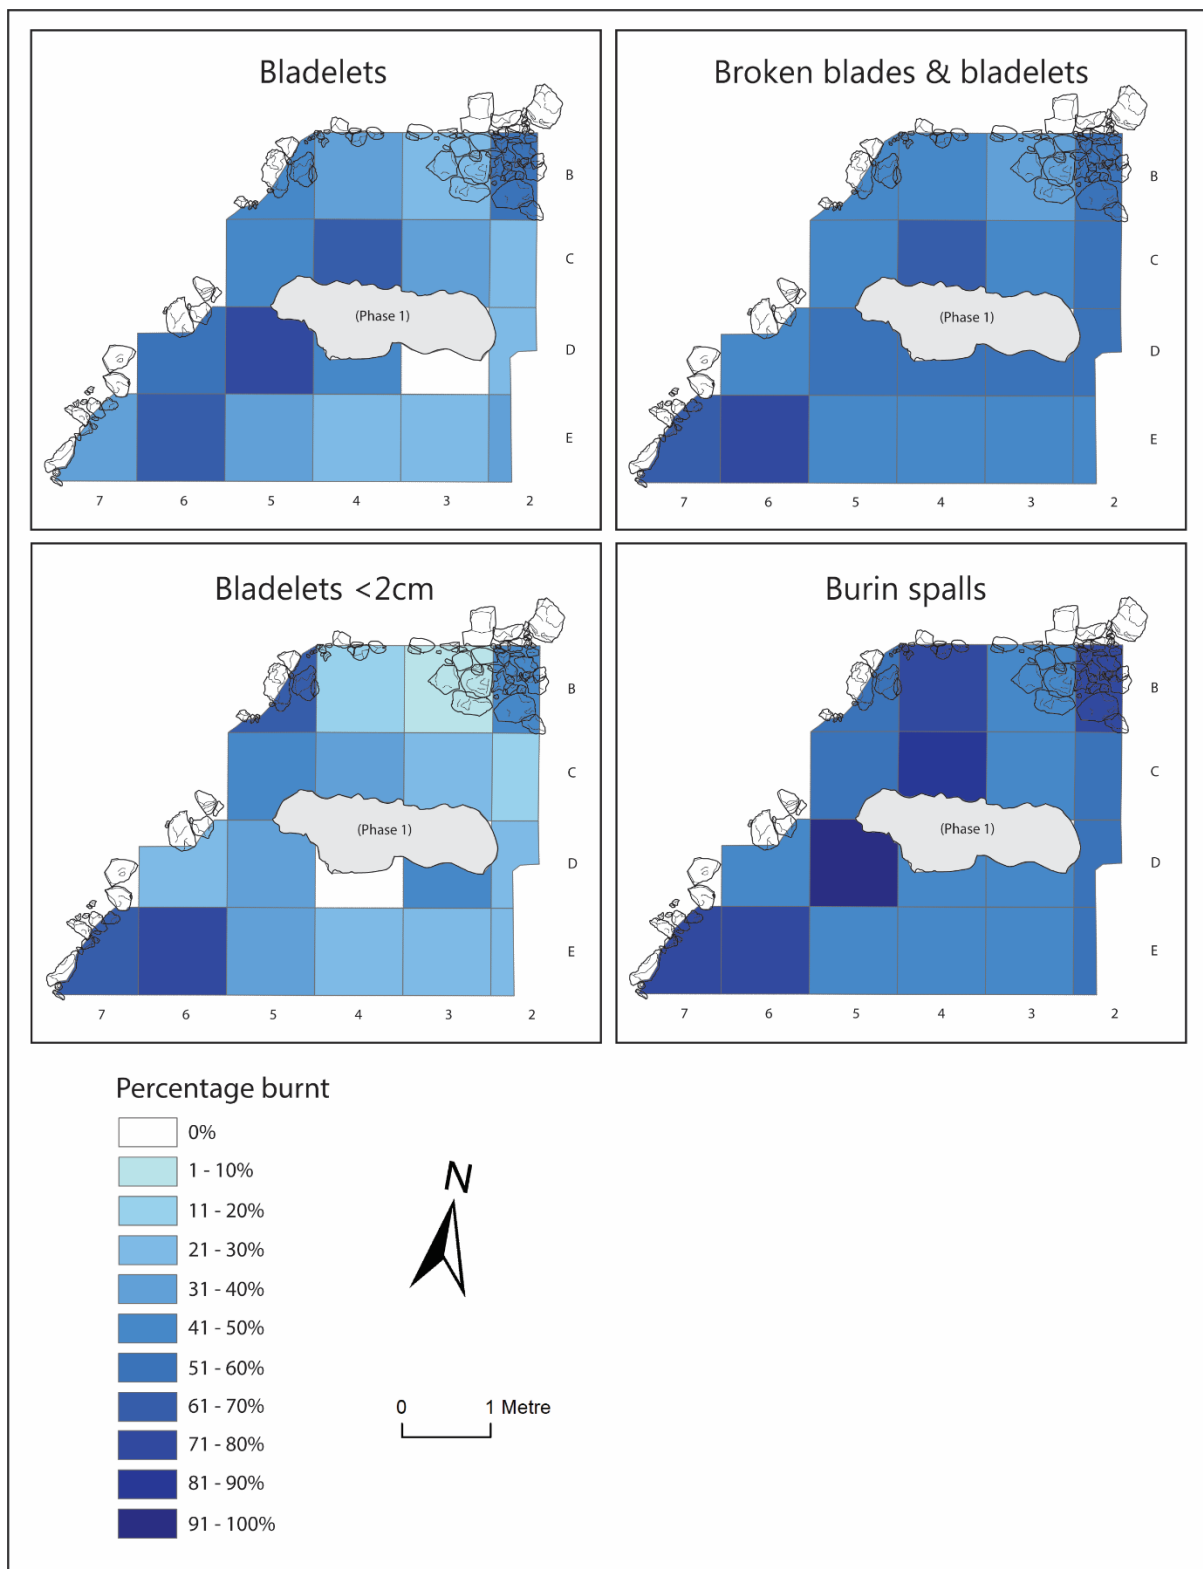 Bladelets
(Phase 1)
B
C
D
E
7 6 5 4 3 2
Broken blades & bladelets
(Phase 1)
B
C
D
E
7 6 5 4 3 2
Bladelets <2cm
(Phase 1)
B
C
D
E
7 6 5 4 3 2
Burin spalls
(Phase 1)
B
C
D
E
7 6 5 4 3 2
Percentage burnt
0%
1 - 10%
11 - 20%
21 - 30%
31 - 40%
41 - 50%
51 - 60%
61 - 70%
71 - 80%
81 - 90%
91 - 100%
N
0 1 Metre